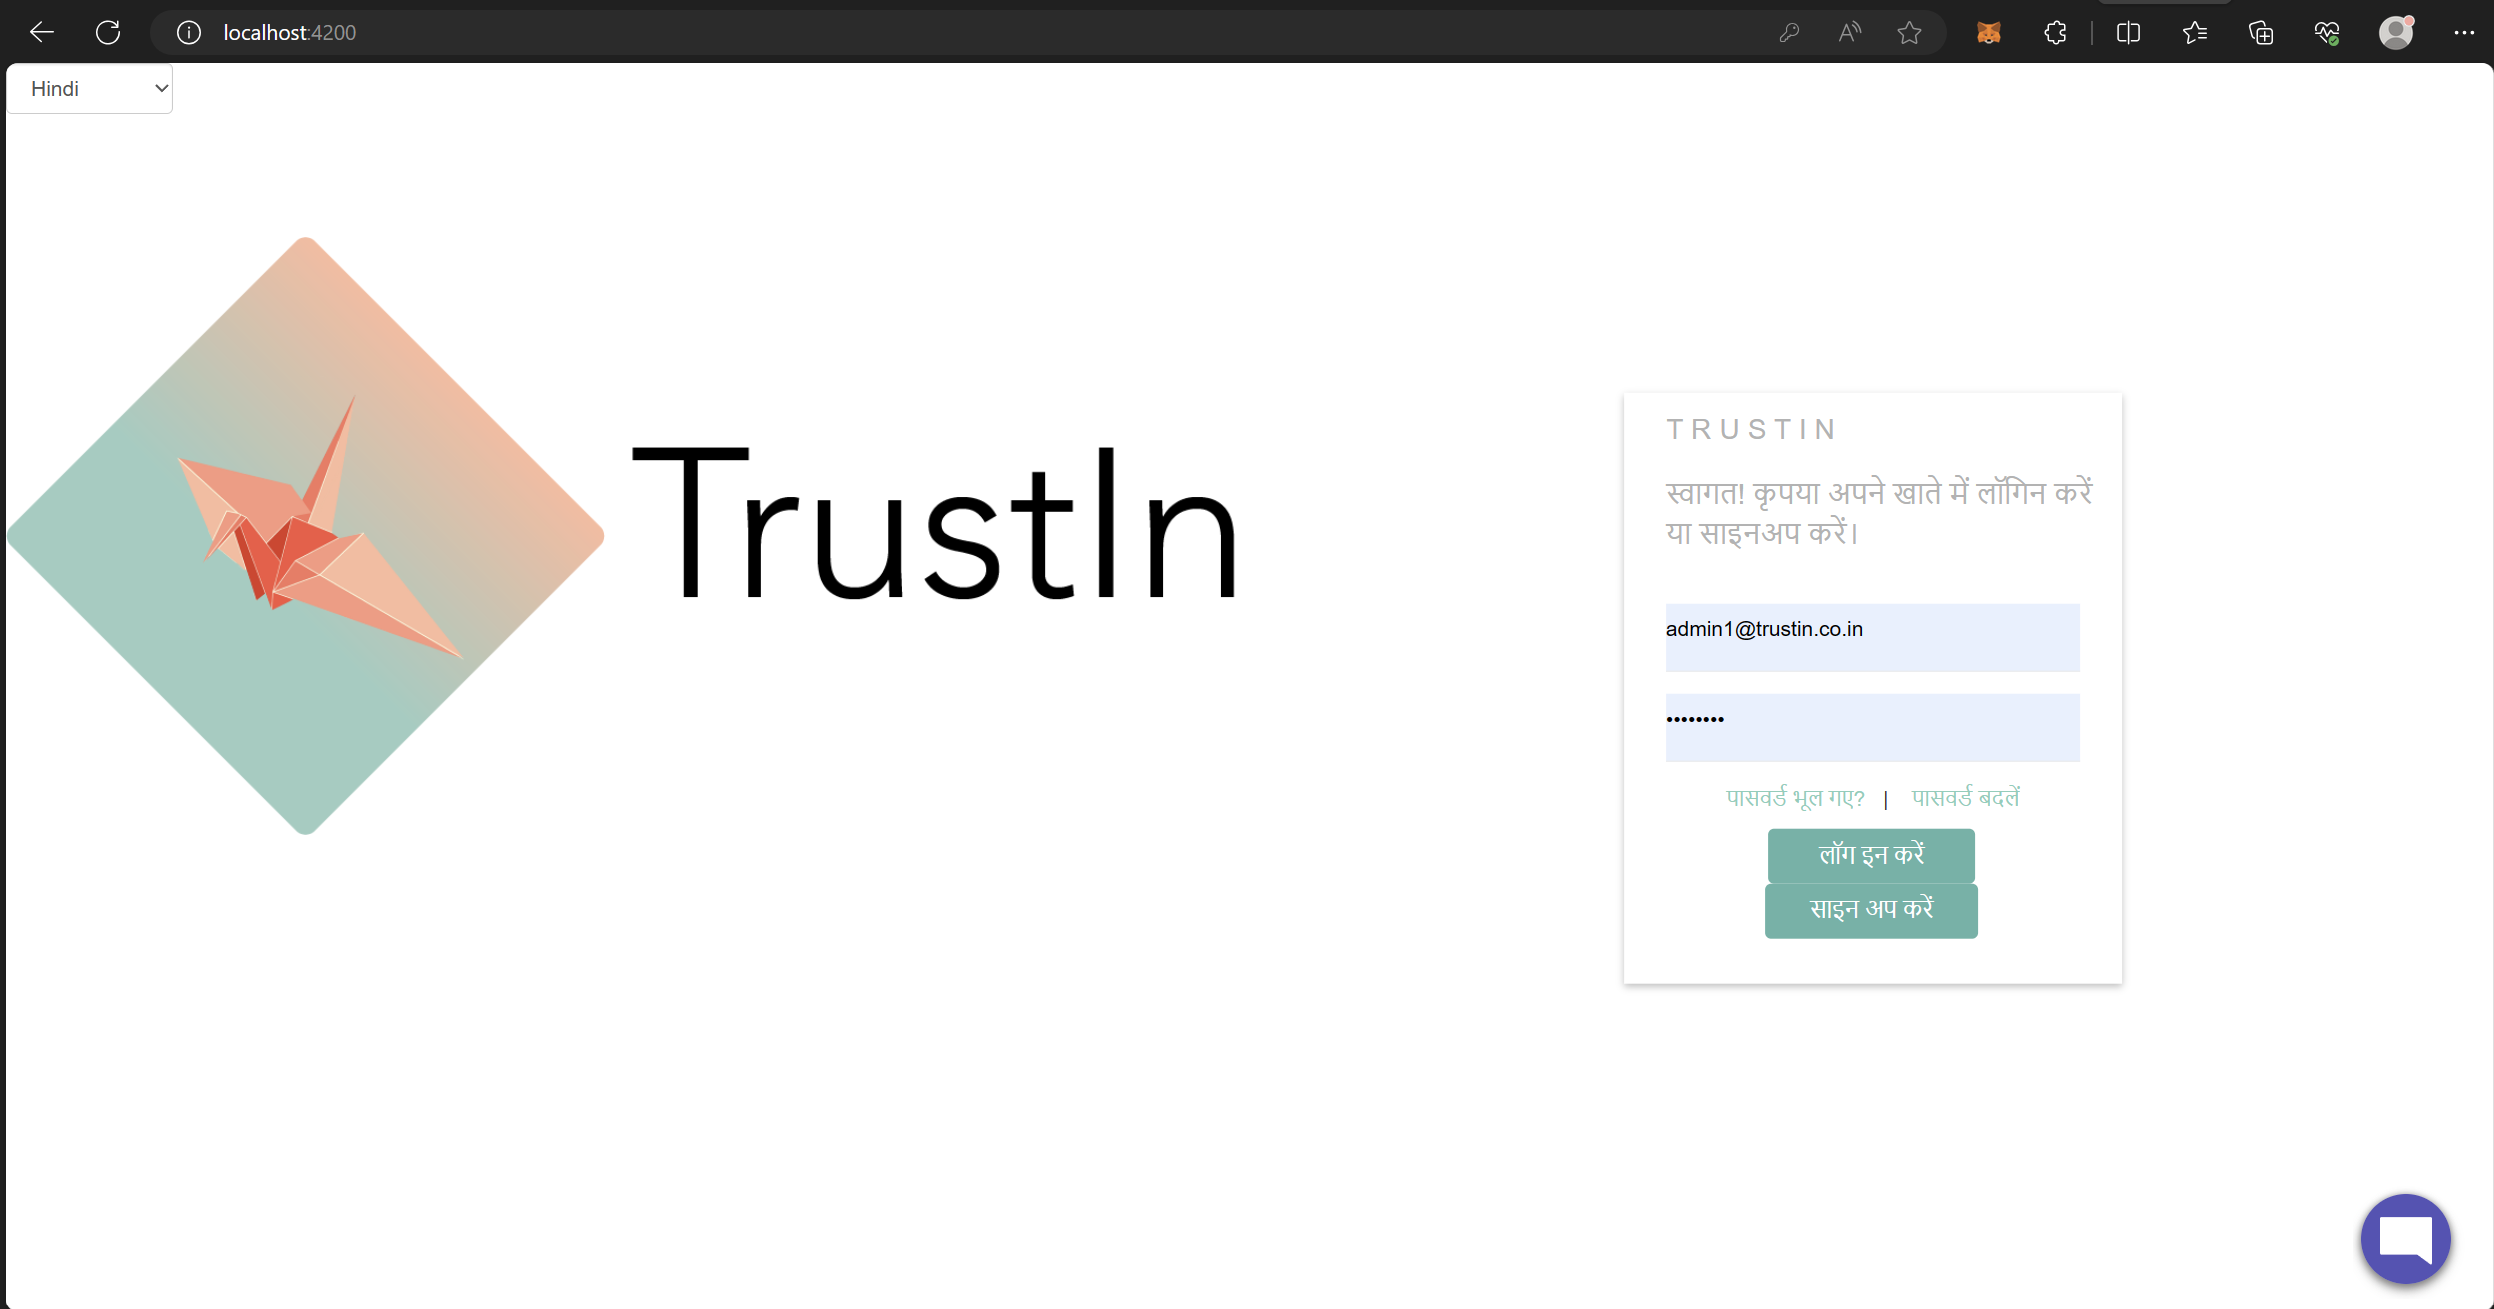 localhost:4200
Hindi
TrustIn
TRUSTIN
स्वागत! कृपया अपने खाते में लॉगिन करें
या साइनअप करें।
admin1@trustin.co.in
••••••••
पासवर्ड भूल गए? | पासवर्ड बदलें
लॉग इन करें
साइन अप करें